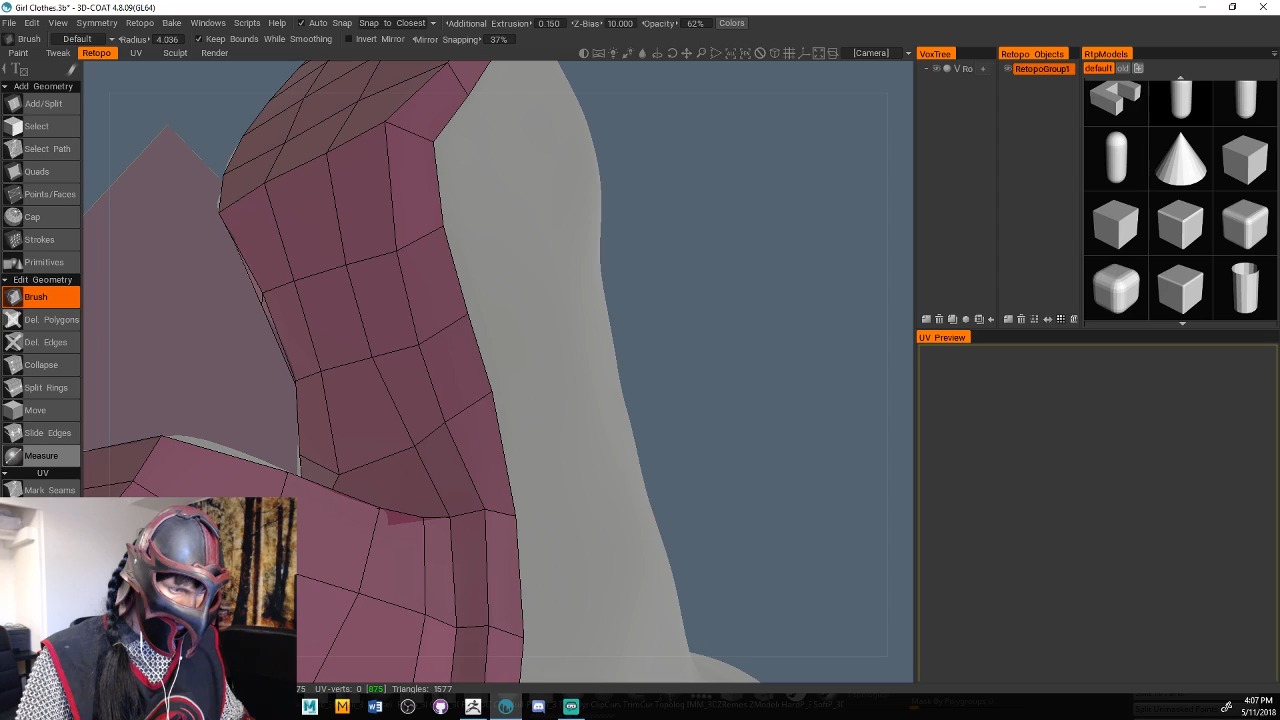 Girl Clothes.3b* - 3D-COAT 4.8.09(GL64)
File Edit View Symmetry Retopo Bake Windows Scripts Help Auto Snap Snap to Closest Additional Extrusion 0.150 Z-Bias 10.000 Opacity 62% Colors
Brush Default Radius 4.036 Keep Bounds While Smoothing Invert Mirror Mirror Snapping 37%
Paint Tweak Retopo UV Sculpt Render [Camera] VoxTree Retopo Objects RtpModels
V Ro + RetopoGroup1 default old
Add Geometry
Add/Split
Select
Select Path
Quads
Points/Faces
Cap
Strokes
Primitives
Edit Geometry
Brush
Del. Polygons
Del. Edges
Collapse
Split Rings
Move
Slide Edges
Measure
UV
Mark Seams
UV Preview
75 UV-verts: 0 [875] Triangles: 1577
4:07 PM
5/11/2018